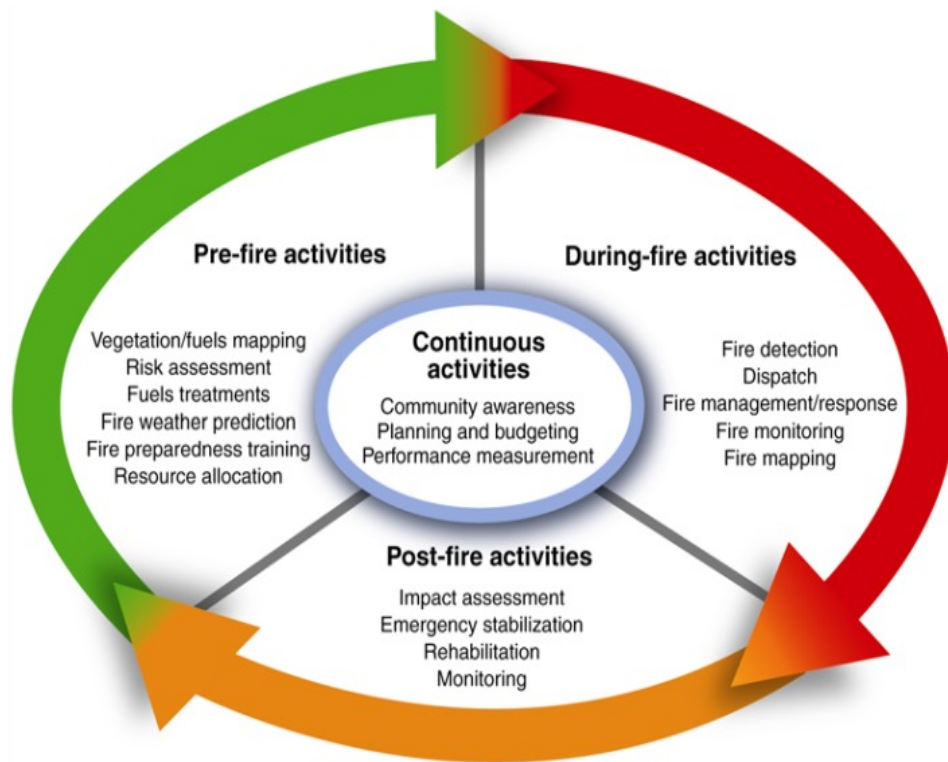 Pre-fire activities
Vegetation/fuels mapping
Risk assessment
Fuels treatments
Fire weather prediction
Fire preparedness training
Resource allocation
During-fire activities
Fire detection
Dispatch
Fire management/response
Fire monitoring
Fire mapping
Continuous
activities
Community awareness
Planning and budgeting
Performance measurement
Post-fire activities
Impact assessment
Emergency stabilization
Rehabilitation
Monitoring